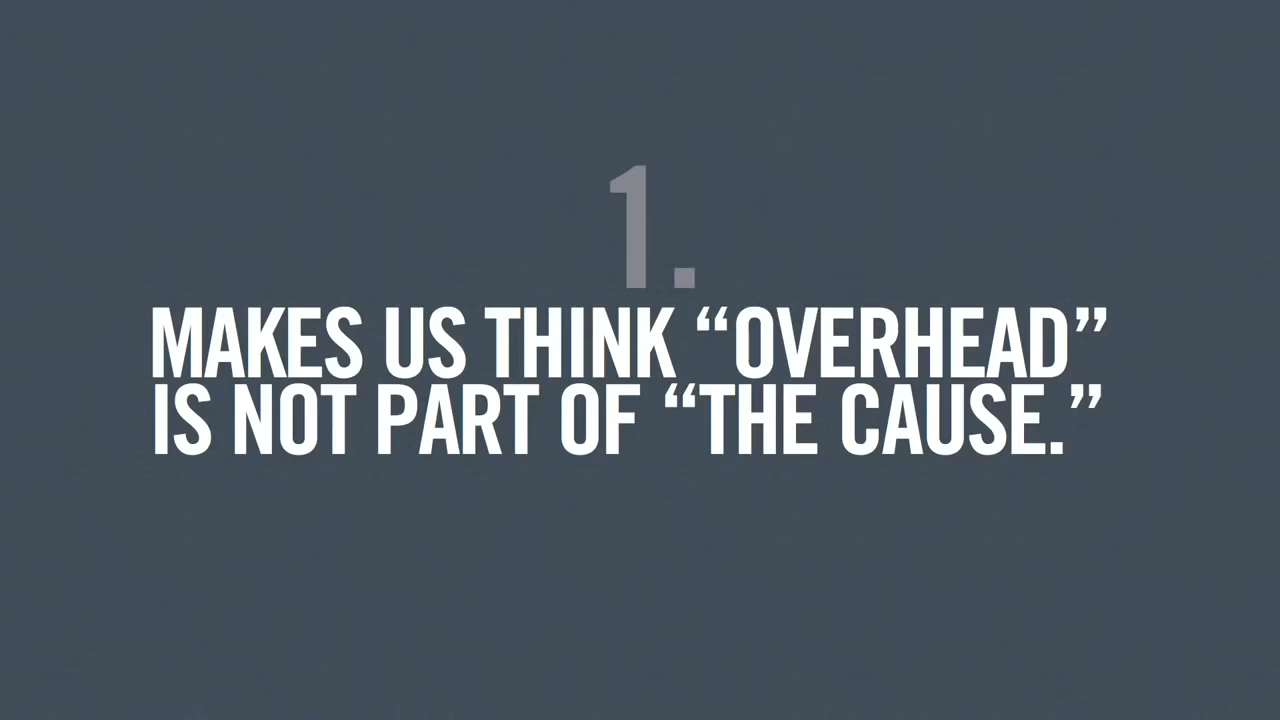 1.
MAKES US THINK “OVERHEAD”
IS NOT PART OF “THE CAUSE.”